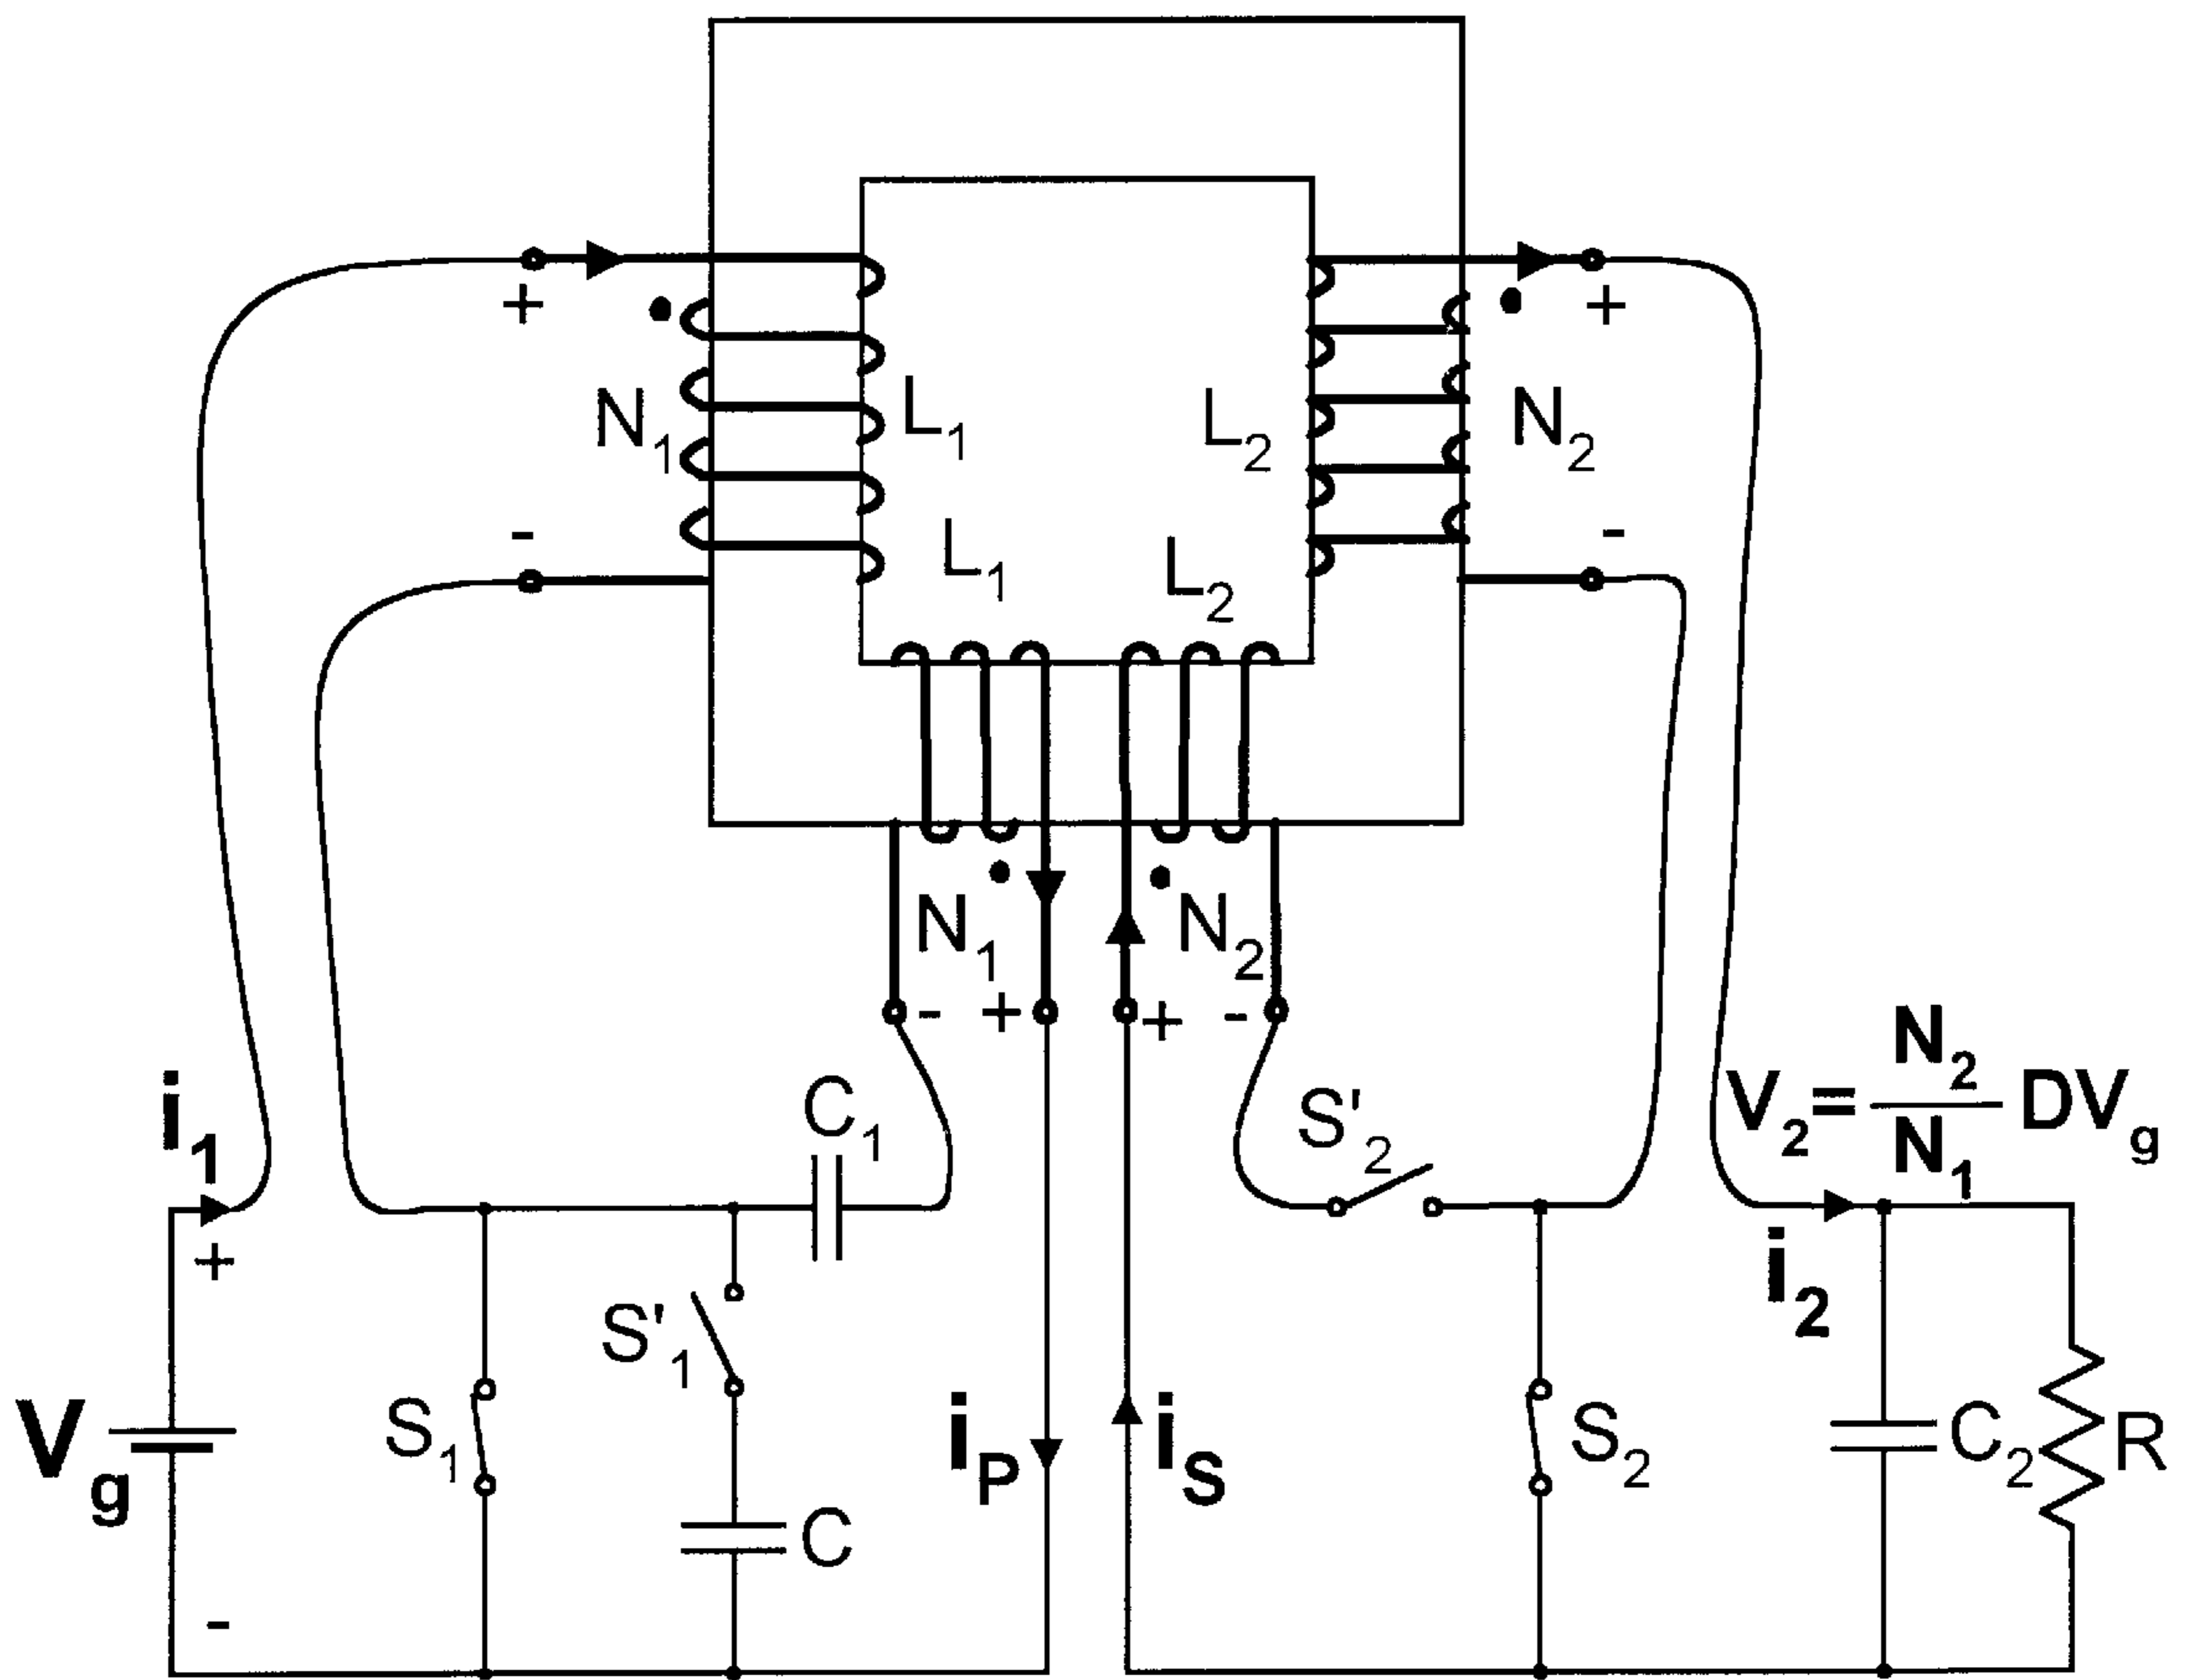 +
+
N₁
L₁
L₂
N₂
-
L₁
L₂
-
N₁
N₂
- +
+ -
i₁
C₁
S'₂
V₂= N₂/N₁ DVg
+
i₂
S'₁
Vg
S₁
iP
iS
S₂
C₂
R
C
-